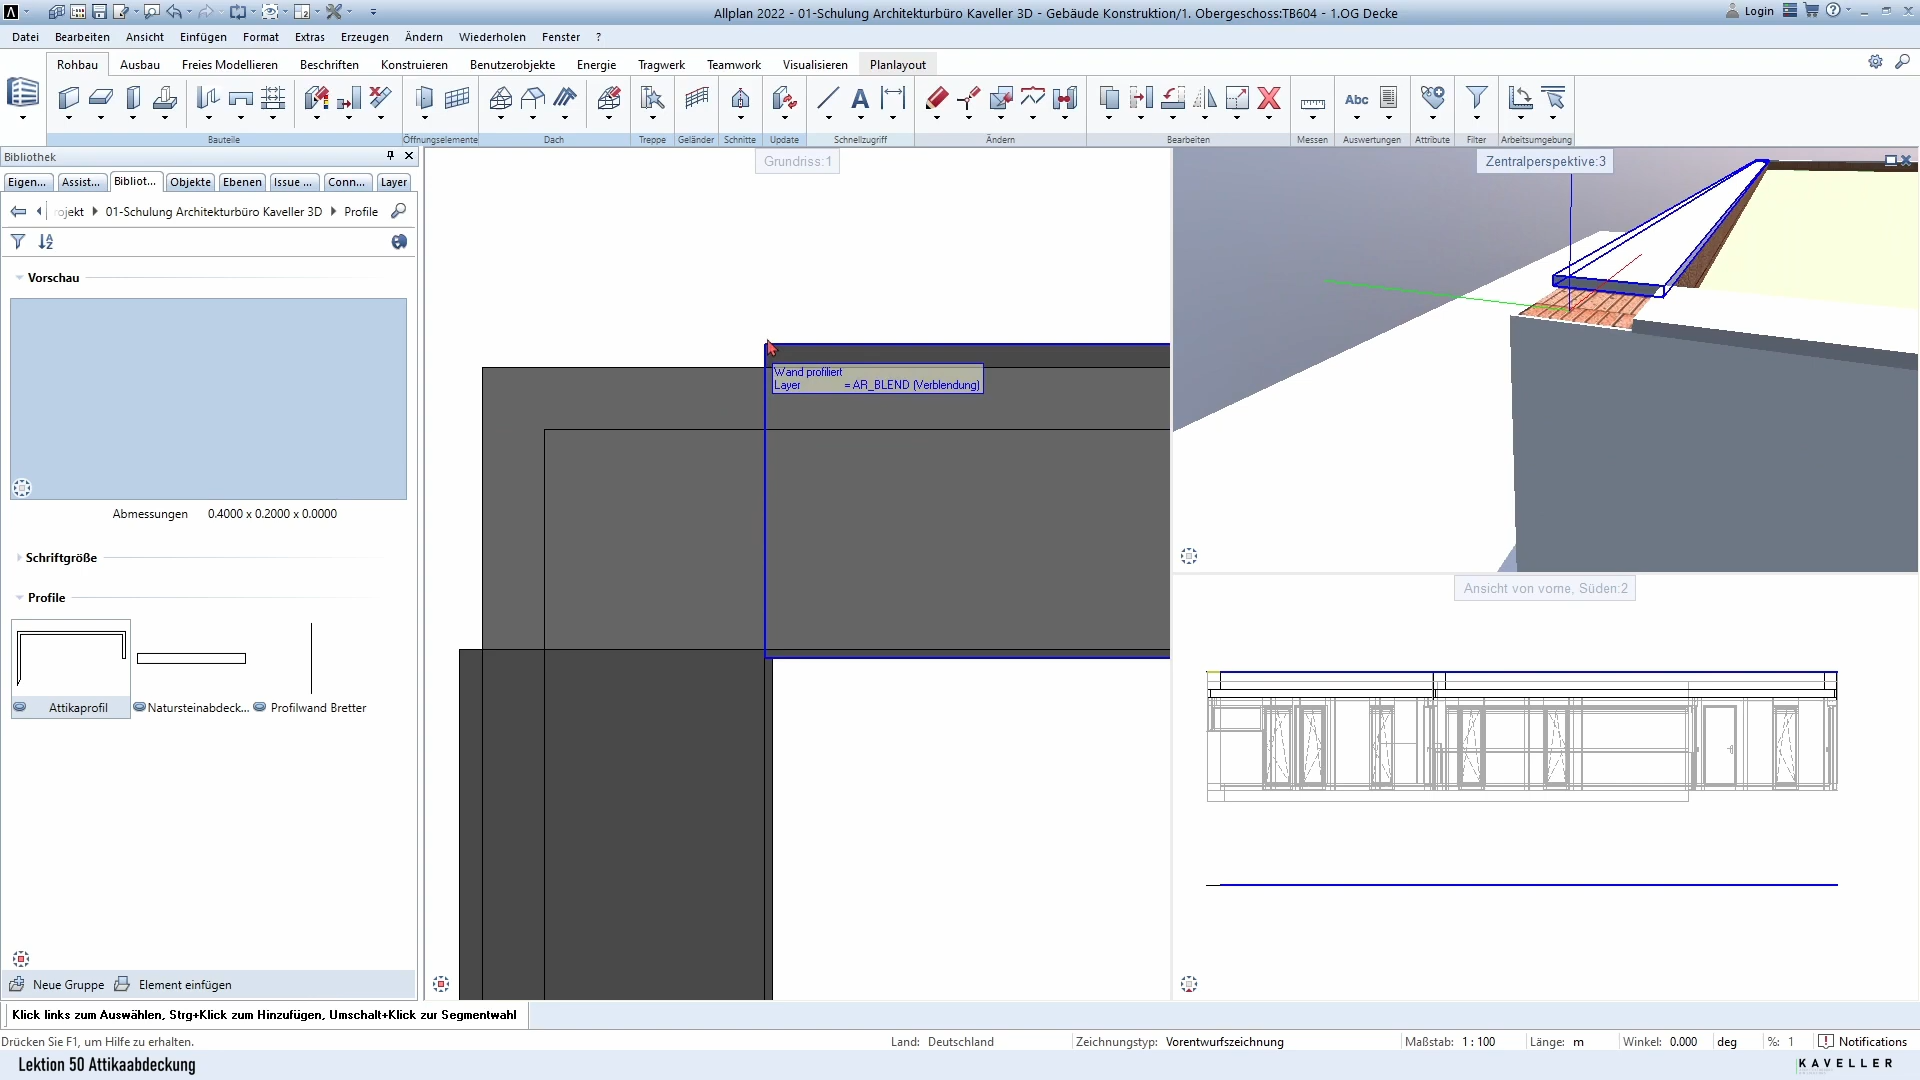 Allplan 2022 - 01-Schulung Architekturbüro Kaveller 3D - Gebäude Konstruktion/1. Obergeschoss:TB604 - 1.OG Decke
Login
Datei Bearbeiten Ansicht Einfügen Format Extras Erzeugen Ändern Wiederholen Fenster ?
Rohbau Ausbau Freies Modellieren Beschriften Konstruieren Benutzerobjekte Energie Tragwerk Teamwork Visualisieren Planlayout
Abc
Bauteile Öffnungselemente Dach Treppe Geländer Schnitte Update Schnellzugriff Ändern Bearbeiten Messen Auswertungen Attribute Filter Arbeitsumgebung
Bibliothek
Eigen... Assist... Bibliot... Objekte Ebenen Issue ... Conn... Layer
ojekt 01-Schulung Architekturbüro Kaveller 3D Profile
Vorschau
Abmessungen 0.4000 x 0.2000 x 0.0000
Schriftgröße
Profile
Attikaprofil Natursteinabdeck... Profilwand Bretter
Neue Gruppe Element einfügen
Grundriss:1
Wand profiliert
Layer = AR_BLEND (Verblendung)
Zentralperspektive:3
Ansicht von vorne, Süden:2
Klick links zum Auswählen, Strg+Klick zum Hinzufügen, Umschalt+Klick zur Segmentwahl
Drücken Sie F1, um Hilfe zu erhalten. Land: Deutschland Zeichnungstyp: Vorentwurfszeichnung Maßstab: 1 : 100 Länge: m Winkel: 0.000 deg %: 1 Notifications
Lektion 50 Attikaabdeckung
KAVELLER